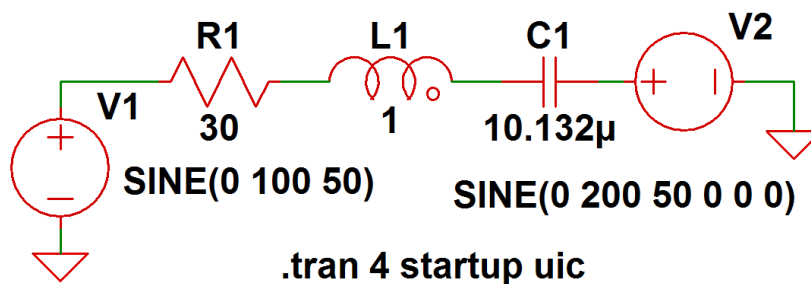 R1
L1
C1
V2
V1
30
1
10.132µ
SINE(0 100 50)
SINE(0 200 50 0 0 0)
.tran 4 startup uic